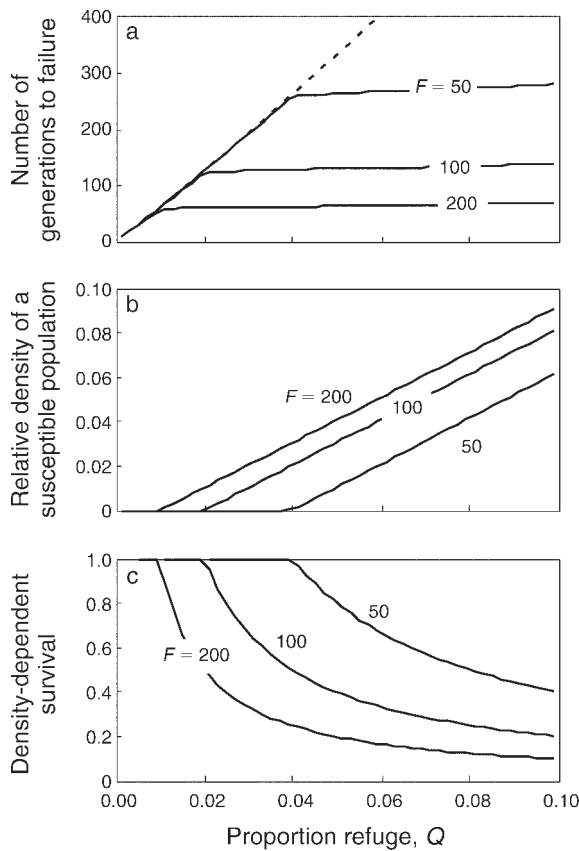 a
Number of
generations to failure
400
300
200
100
0
F = 50
100
200
b
Relative density of a
susceptible population
0.10
0.08
0.06
0.04
0.02
0
F = 200
100
50
c
Density-dependent
survival
1.0
0.8
0.6
0.4
0.2
0
50
100
F = 200
0.00 0.02 0.04 0.06 0.08 0.10
Proportion refuge, Q